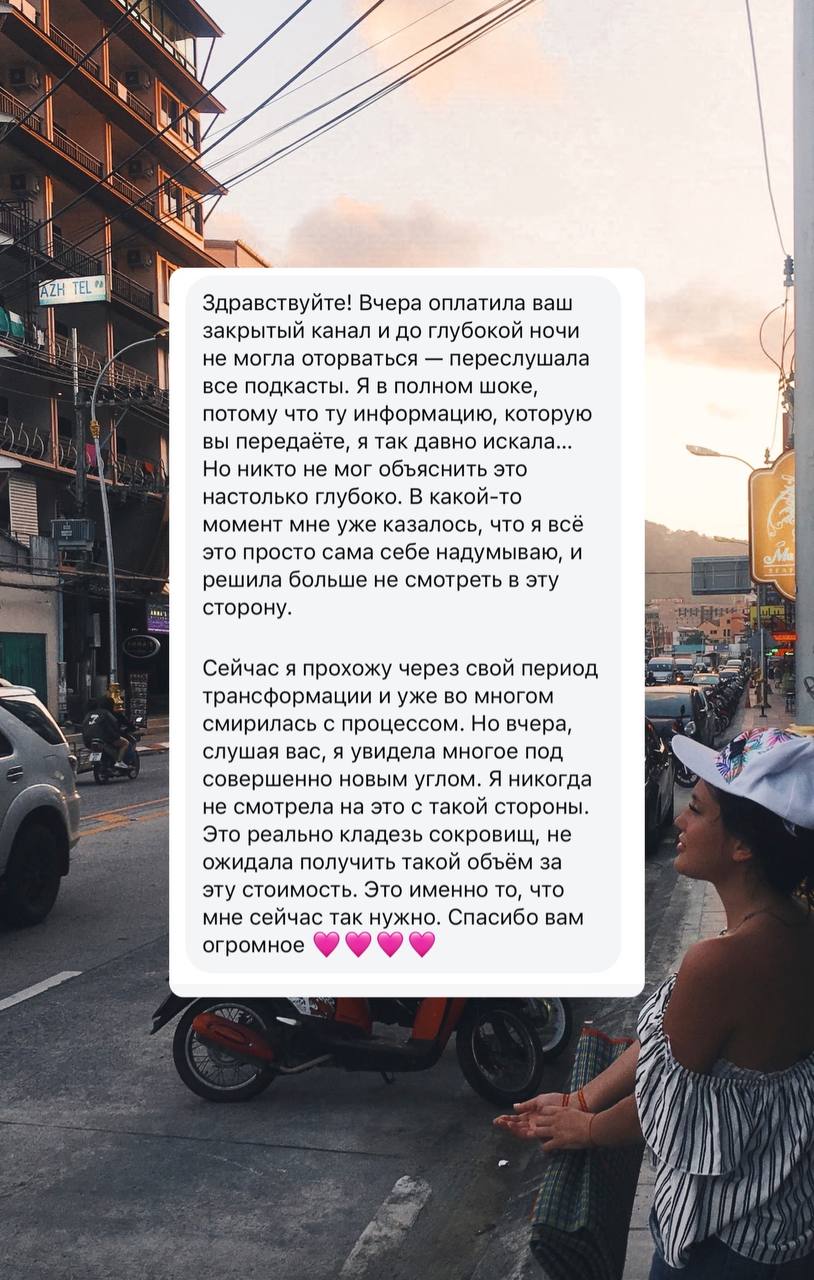 AZH TEL
Здравствуйте! Вчера оплатила ваш
закрытый канал и до глубокой ночи
не могла оторваться — переслушала
все подкасты. Я в полном шоке,
потому что ту информацию, которую
вы передаёте, я так давно искала...
Но никто не мог объяснить это
настолько глубоко. В какой-то
момент мне уже казалось, что я всё
это просто сама себе надумываю, и
решила больше не смотреть в эту
сторону.
Сейчас я прохожу через свой период
трансформации и уже во многом
смирилась с процессом. Но вчера,
слушая вас, я увидела многое под
совершенно новым углом. Я никогда
не смотрела на это с такой стороны.
Это реально кладезь сокровищ, не
ожидала получить такой объём за
эту стоимость. Это именно то, что
мне сейчас так нужно. Спасибо вам
огромное 💗💗💗💗